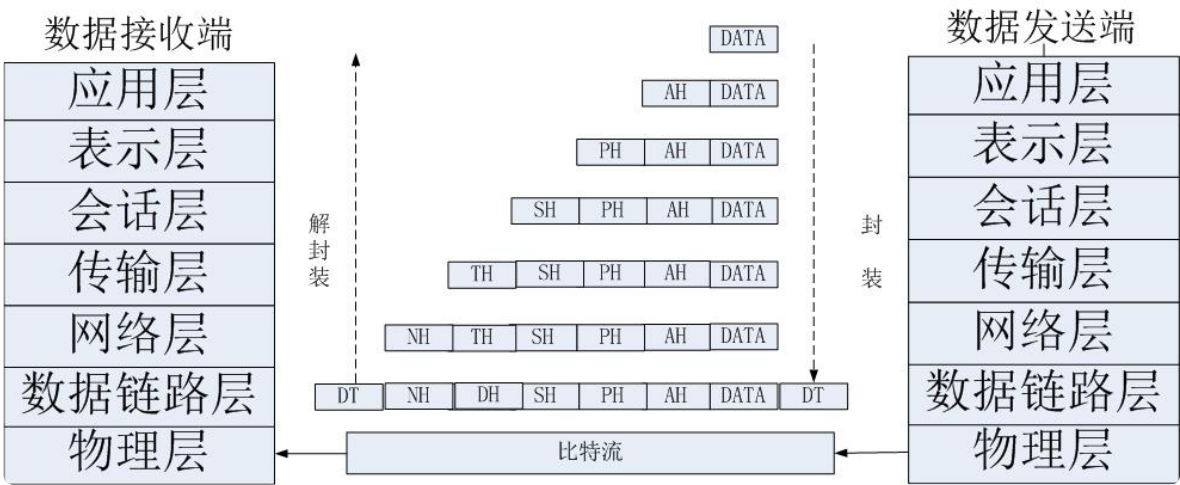 数据接收端
应用层
表示层
会话层
传输层
网络层
数据链路层
物理层
解封装
DATA
AH DATA
PH AH DATA
SH PH AH DATA
TH SH PH AH DATA
NH TH SH PH AH DATA
DT NH DH SH PH AH DATA DT
比特流
封装
数据发送端
应用层
表示层
会话层
传输层
网络层
数据链路层
物理层